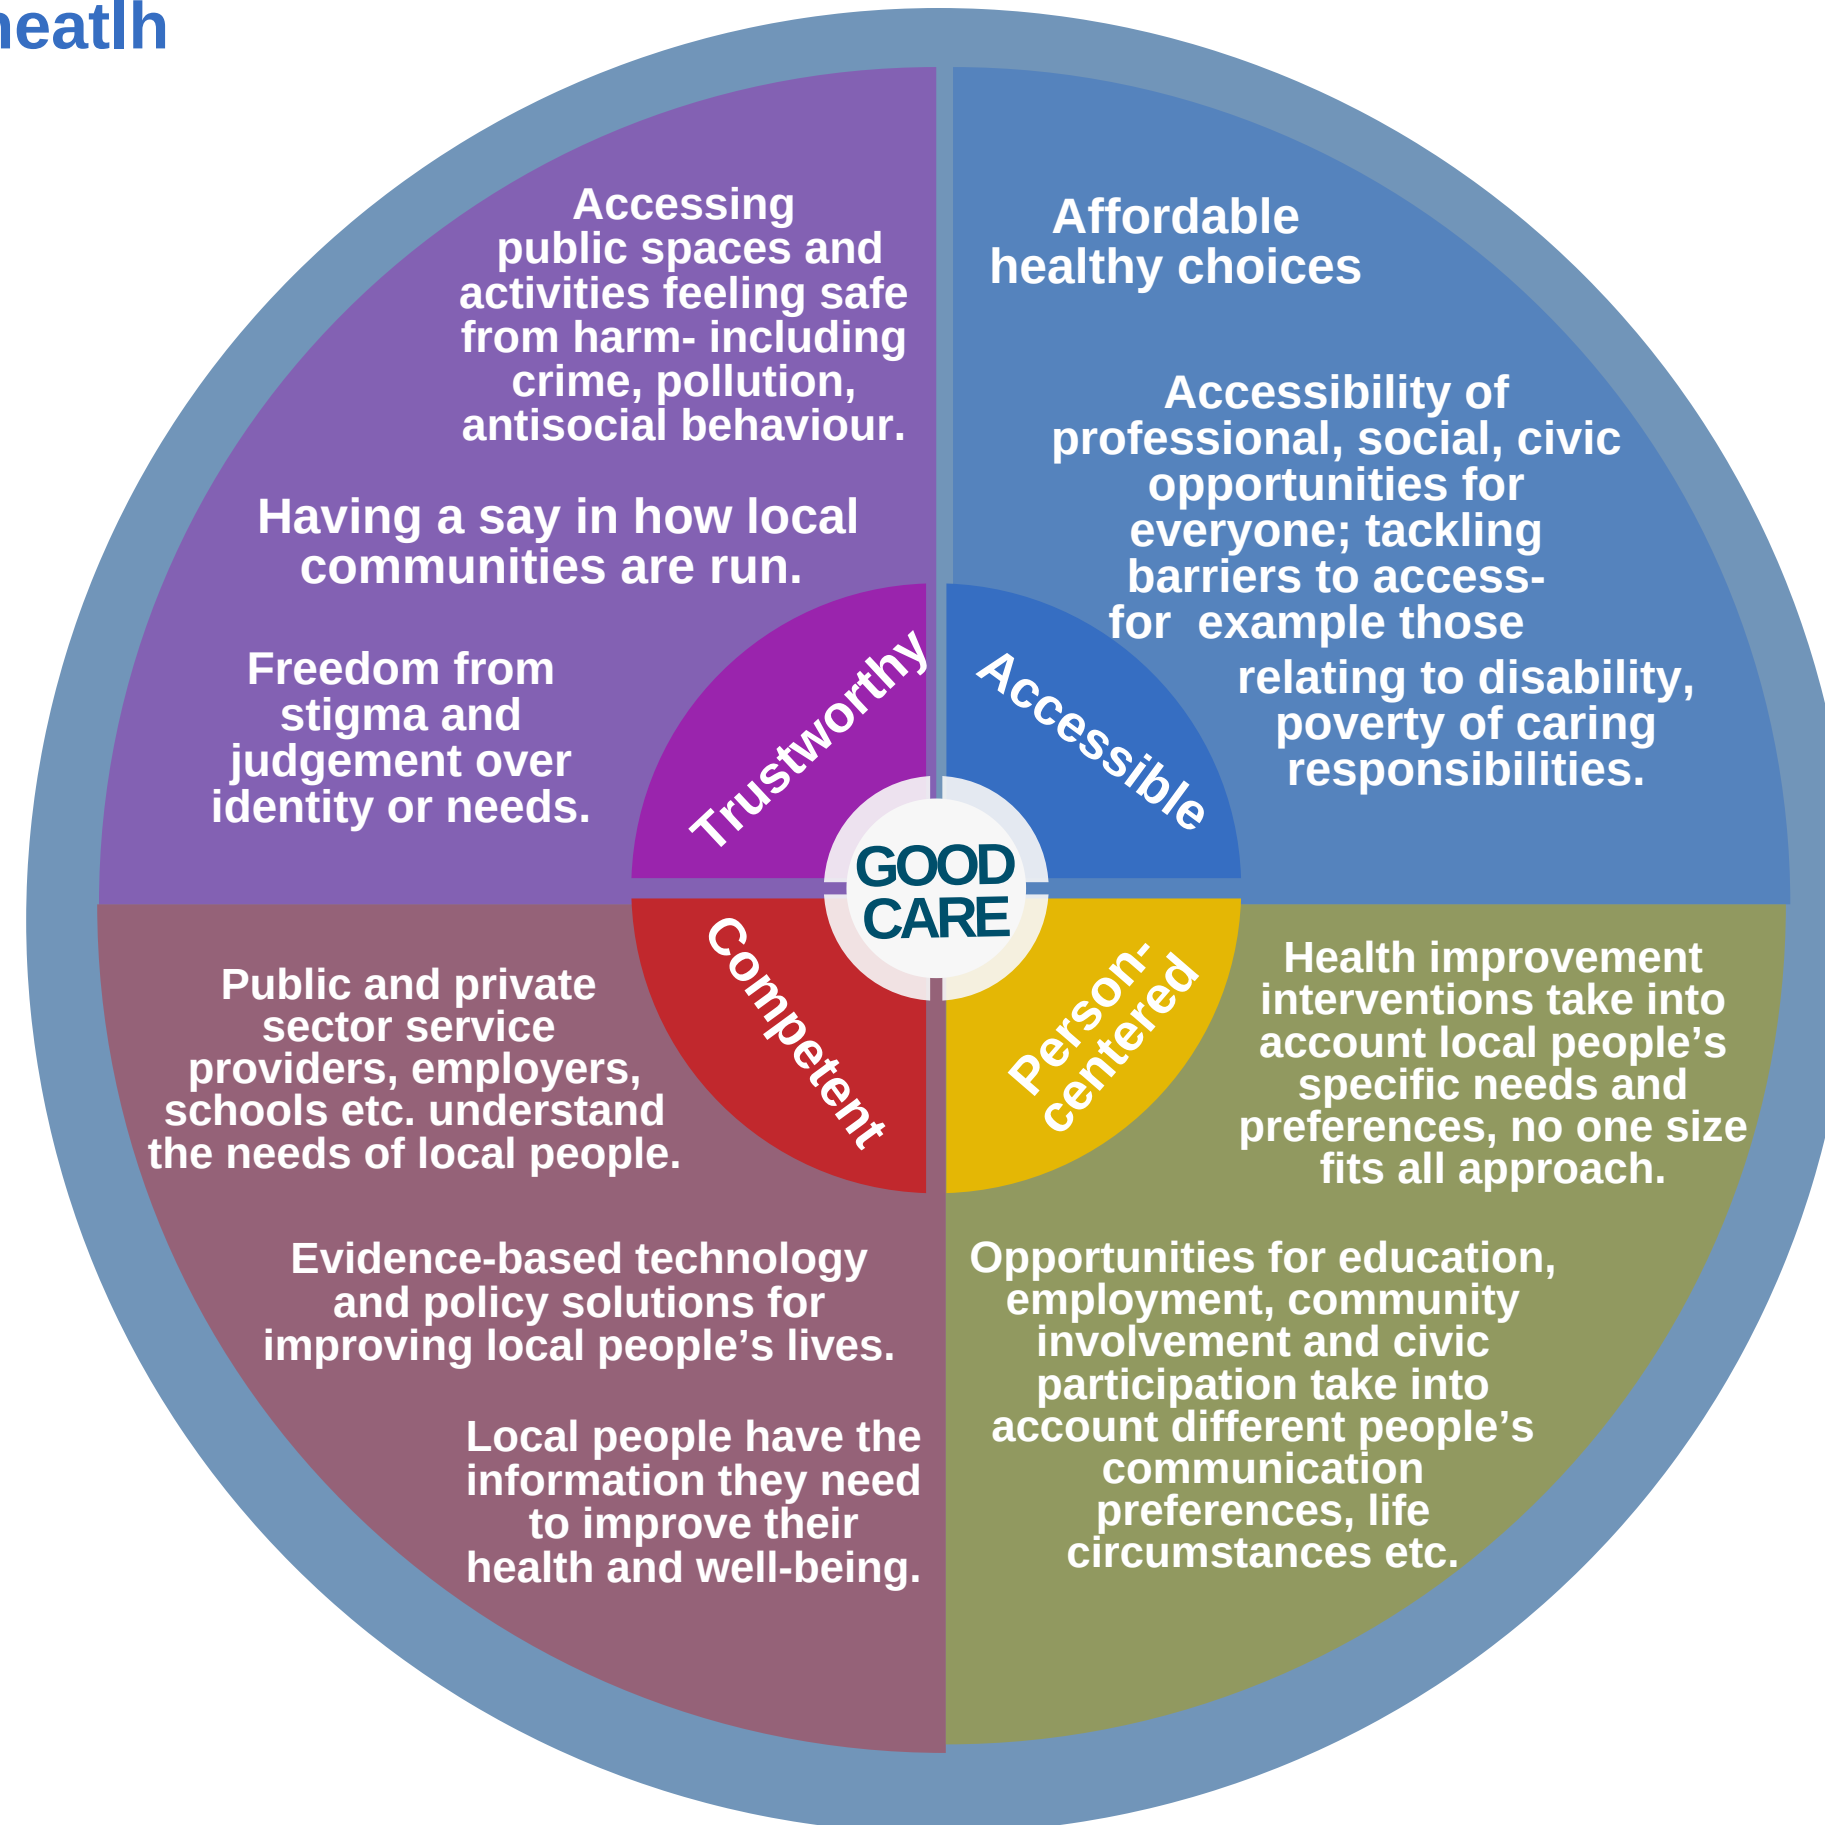 heatlh
Accessing
public spaces and
activities feeling safe
from harm- including
crime, pollution,
antisocial behaviour.
Having a say in how local
communities are run.
Freedom from
stigma and
judgement over
identity or needs.
Trustworthy
Affordable
healthy choices
Accessibility of
professional, social, civic
opportunities for
everyone; tackling
barriers to access-
for example those
relating to disability,
poverty of caring
responsibilities.
Accessible
GOOD
CARE
Competent
Public and private
sector service
providers, employers,
schools etc. understand
the needs of local people.
Evidence-based technology
and policy solutions for
improving local people’s lives.
Local people have the
information they need
to improve their
health and well-being.
Person-
centered
Health improvement
interventions take into
account local people’s
specific needs and
preferences, no one size
fits all approach.
Opportunities for education,
employment, community
involvement and civic
participation take into
account different people’s
communication
preferences, life
circumstances etc.